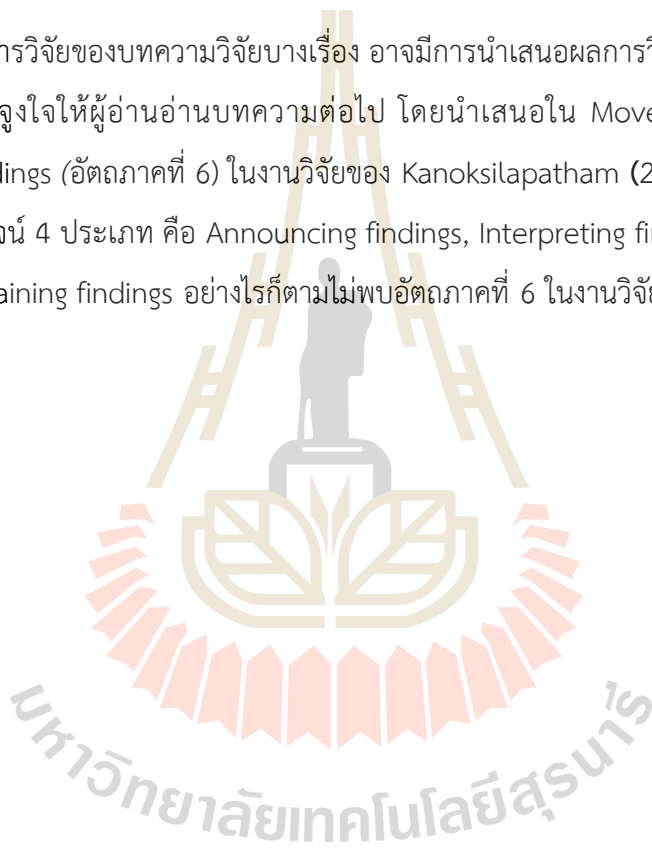 ารวิจัยของบทความวิจัยบางเรื่อง อาจมีการนำเสนอผลการวิ
จูงใจให้ผู้อ่านอ่านบทความต่อไป โดยนำเสนอใน Move
dings (อัตถภาคที่ 6) ในงานวิจัยของ Kanoksilapatham (2
จน์ 4 ประเภท คือ Announcing findings, Interpreting fi
aining findings อย่างไรก็ตามไม่พบอัตถภาคที่ 6 ในงานวิจัย
มหาวิทยาลัยเทคโนโลยีสุรนารี